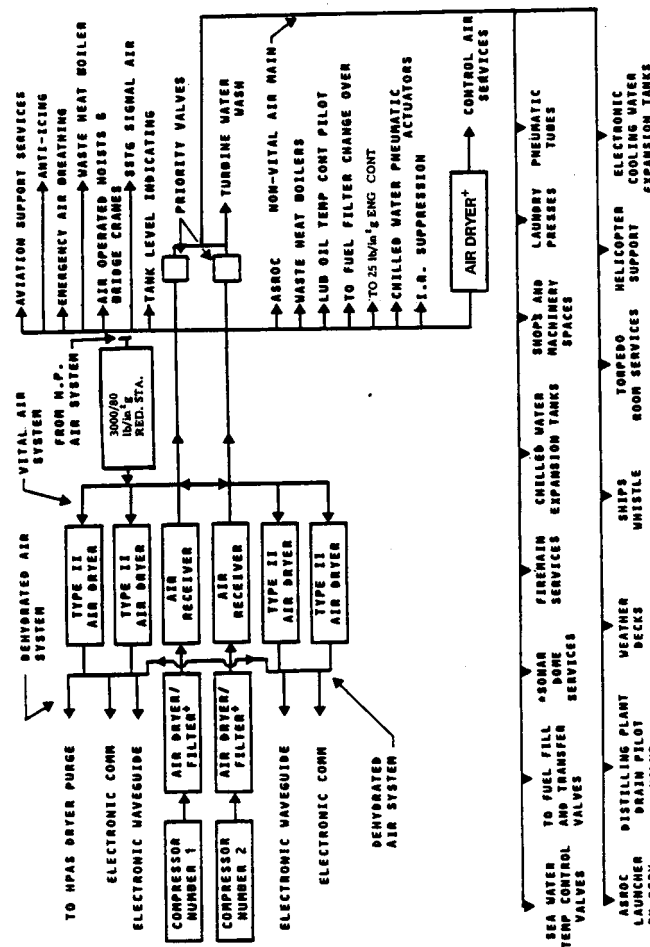 AVIATION SUPPORT SERVICES
ANTI-ICING
EMERGENCY AIR BREATHING
WASTE HEAT BOILER
AIR OPERATED HOISTS &
BRIDGE CRANES
SSTG SIGNAL AIR
TANK LEVEL INDICATING
PRIORITY VALVES
TURBINE WATER
WASH
NON-VITAL AIR MAIN
ASROC
WASTE HEAT BOILERS
LUB OIL TEMP CONT PILOT
TO FUEL FILTER CHANGE OVER
TO 25 lb/in²g ENG CONT
CHILLED WATER PNEUMATIC
ACTUATORS
I.R. SUPPRESSION
AIR DRYER+
CONTROL AIR
SERVICES
FROM H.P.
AIR SYSTEM
3000/80
lb/in²g
RED. STA.
VITAL AIR
SYSTEM
DEHYDRATED AIR
SYSTEM
TYPE II
AIR DRYER
TYPE II
AIR DRYER
AIR
RECEIVER
AIR
RECEIVER
TYPE II
AIR DRYER
TYPE II
AIR DRYER
TO HPAS DRYER PURGE
ELECTRONIC COMM
ELECTRONIC WAVEGUIDE
AIR DRYER/
FILTER+
AIR DRYER/
FILTER+
COMPRESSOR
NUMBER 1
COMPRESSOR
NUMBER 2
ELECTRONIC WAVEGUIDE
ELECTRONIC COMM
DEHYDRATED
AIR SYSTEM
SEA WATER
TEMP CONTROL
VALVES
TO FUEL FILL
AND TRANSFER
VALVES
*SONAR
DOME
SERVICES
FIREMAIN
SERVICES
CHILLED WATER
EXPANSION TANKS
SHOPS AND
MACHINERY
SPACES
LAUNDRY
PRESSES
PNEUMATIC
TUBES
ASROC
LAUNCHER
DISTILLING PLANT
DRAIN PILOT
WEATHER
DECKS
SHIPS
WHISTLE
TORPEDO
ROOM SERVICES
HELICOPTER
SUPPORT
ELECTRONIC
COOLING WATER
EXPANSION TANKS